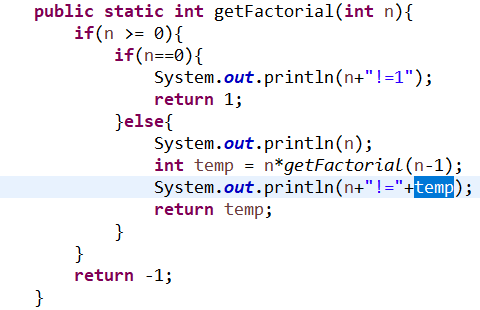 public static int getFactorial(int n){
if(n >= 0){
if(n==0){
System.out.println(n+"!=1");
return 1;
}else{
System.out.println(n);
int temp = n*getFactorial(n-1);
System.out.println(n+"!="+temp);
return temp;
}
}
return -1;
}